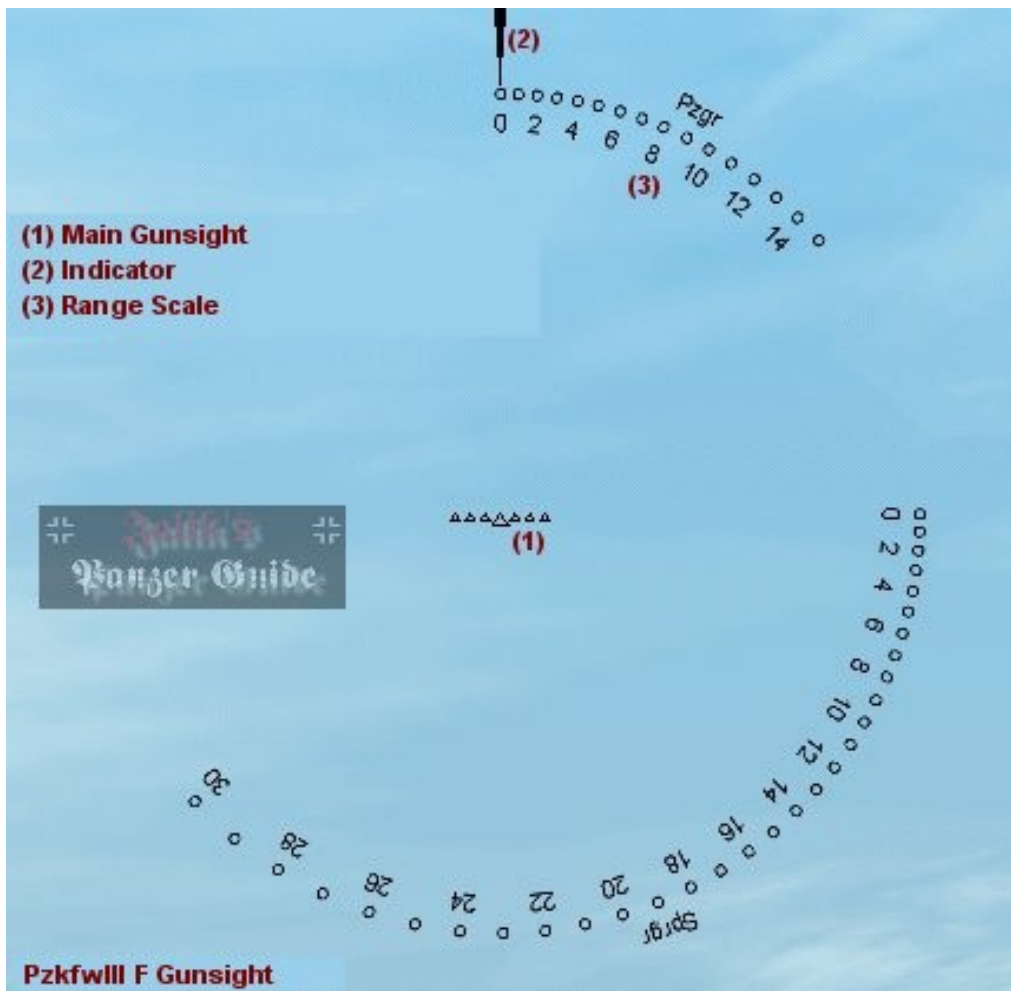 (2)
Pzgr
0 2 4 6 8 10 12 14
(3)
(1) Main Gunsight
(2) Indicator
(3) Range Scale
Panzer Guide
(1)
0 2 4 6 8 10 12 14 16 18 20 22 24 26 28 30
Sprgr
PzkfwIII F Gunsight